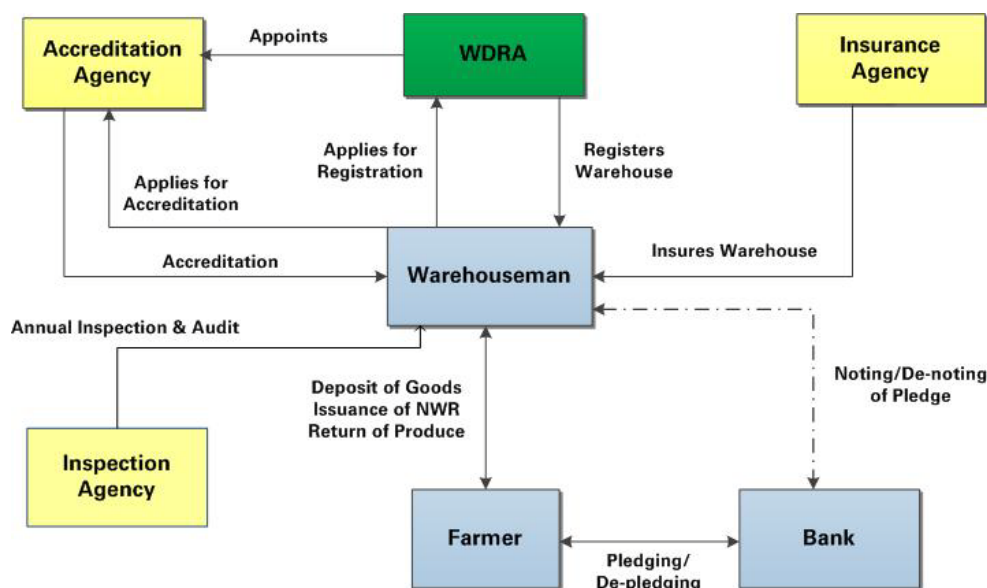 Accreditation
Agency
Appoints
WDRA
Insurance
Agency
Applies for
Registration
Registers
Warehouse
Applies for
Accreditation
Accreditation
Warehouseman
Insures Warehouse
Annual Inspection & Audit
Deposit of Goods
Issuance of NWR
Return of Produce
Noting/De-noting
of Pledge
Inspection
Agency
Farmer
Bank
Pledging/
De-pledging